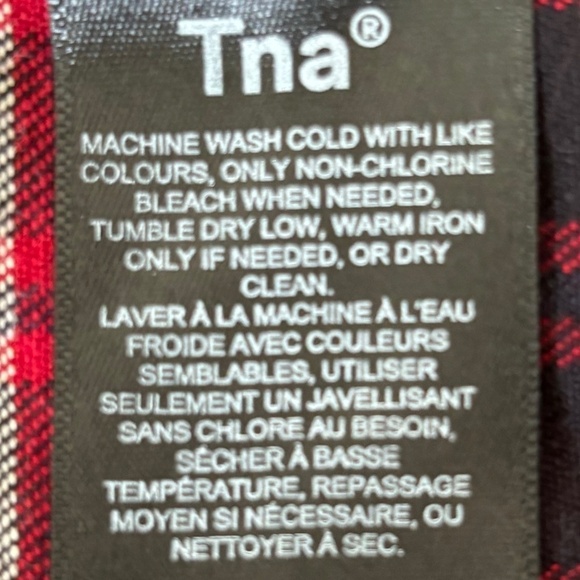 Tna®
MACHINE WASH COLD WITH LIKE
COLOURS, ONLY NON-CHLORINE
BLEACH WHEN NEEDED,
TUMBLE DRY LOW, WARM IRON
ONLY IF NEEDED, OR DRY
CLEAN.
LAVER À LA MACHINE À L'EAU
FROIDE AVEC COULEURS
SEMBLABLES, UTILISER
SEULEMENT UN JAVELLISANT
SANS CHLORE AU BESOIN,
SÉCHER À BASSE
TEMPÉRATURE, REPASSAGE
MOYEN SI NÉCESSAIRE, OU
NETTOYER À SEC.